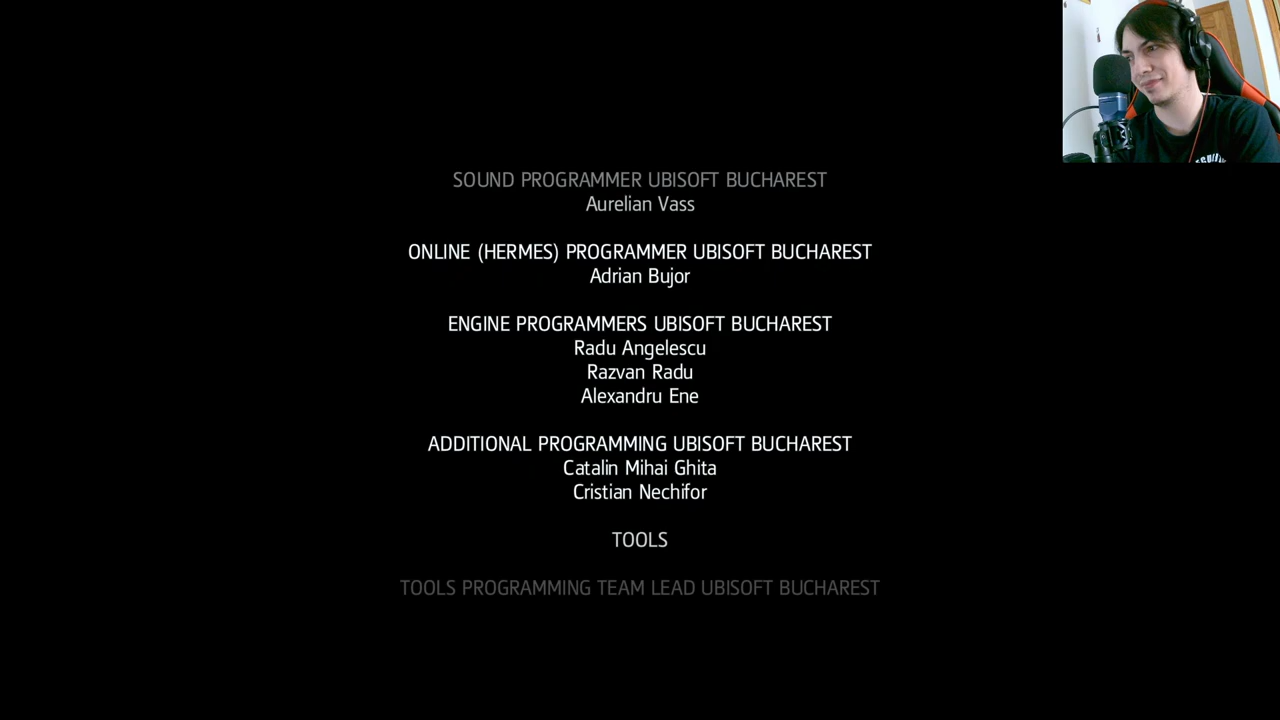 SOUND PROGRAMMER UBISOFT BUCHAREST
Aurelian Vass
ONLINE (HERMES) PROGRAMMER UBISOFT BUCHAREST
Adrian Bujor
ENGINE PROGRAMMERS UBISOFT BUCHAREST
Radu Angelescu
Razvan Radu
Alexandru Ene
ADDITIONAL PROGRAMMING UBISOFT BUCHAREST
Catalin Mihai Ghita
Cristian Nechifor
TOOLS
TOOLS PROGRAMMING TEAM LEAD UBISOFT BUCHAREST